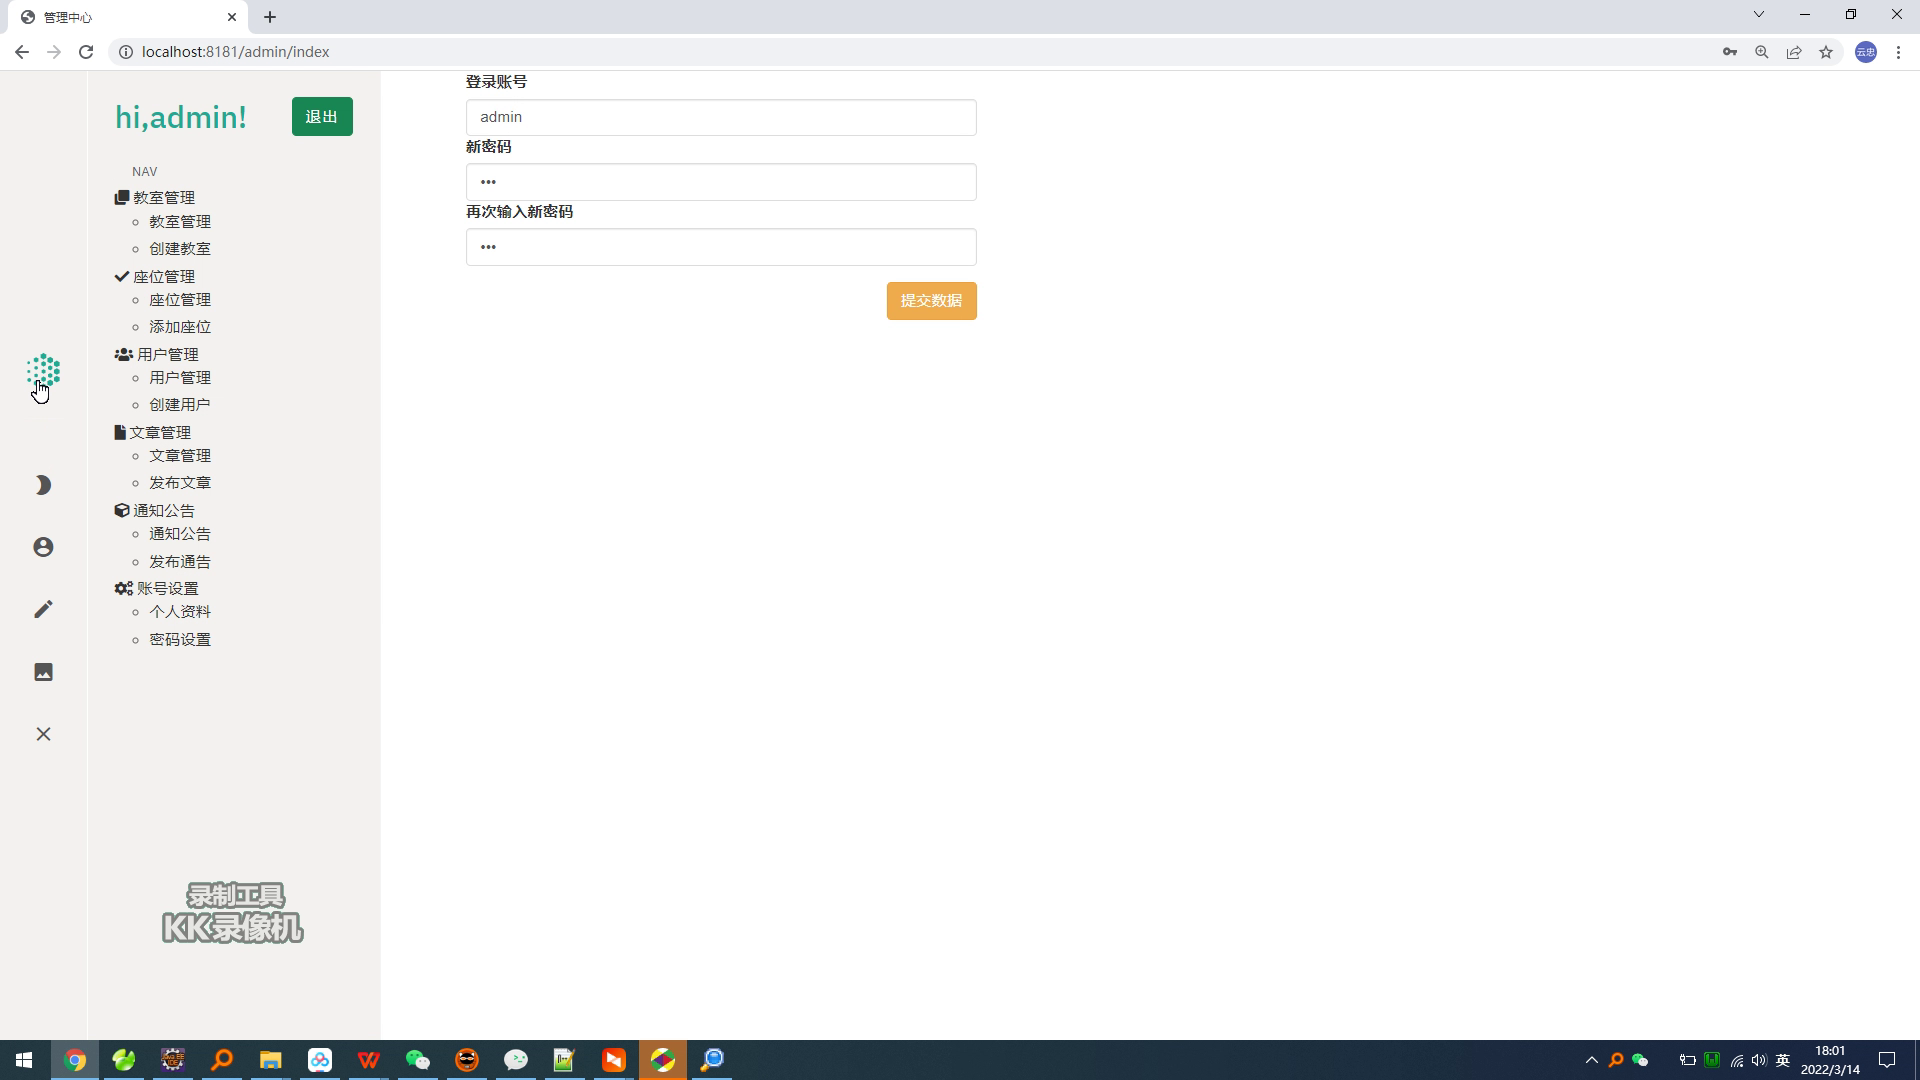 管理中心
localhost:8181/admin/index
云忠
hi,admin!
退出
NAV
教室管理
教室管理
创建教室
座位管理
座位管理
添加座位
用户管理
用户管理
创建用户
文章管理
文章管理
发布文章
通知公告
通知公告
发布通告
账号设置
个人资料
密码设置
登录账号
admin
新密码
•••
再次输入新密码
•••
提交数据
录制工具
KK录像机
英
18:01
2022/3/14